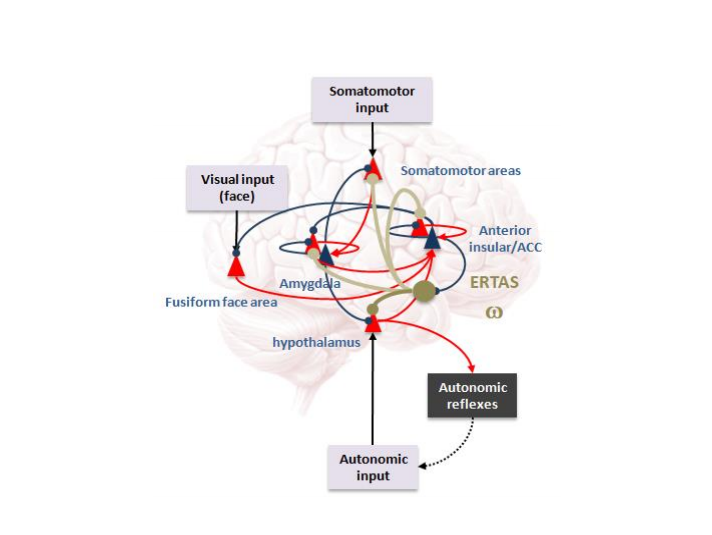 Somatomotor
input
Somatomotor areas
Visual input
(face)
Anterior
insular/ACC
Amygdala
ERTAS
ω
Fusiform face area
hypothalamus
Autonomic
reflexes
Autonomic
input